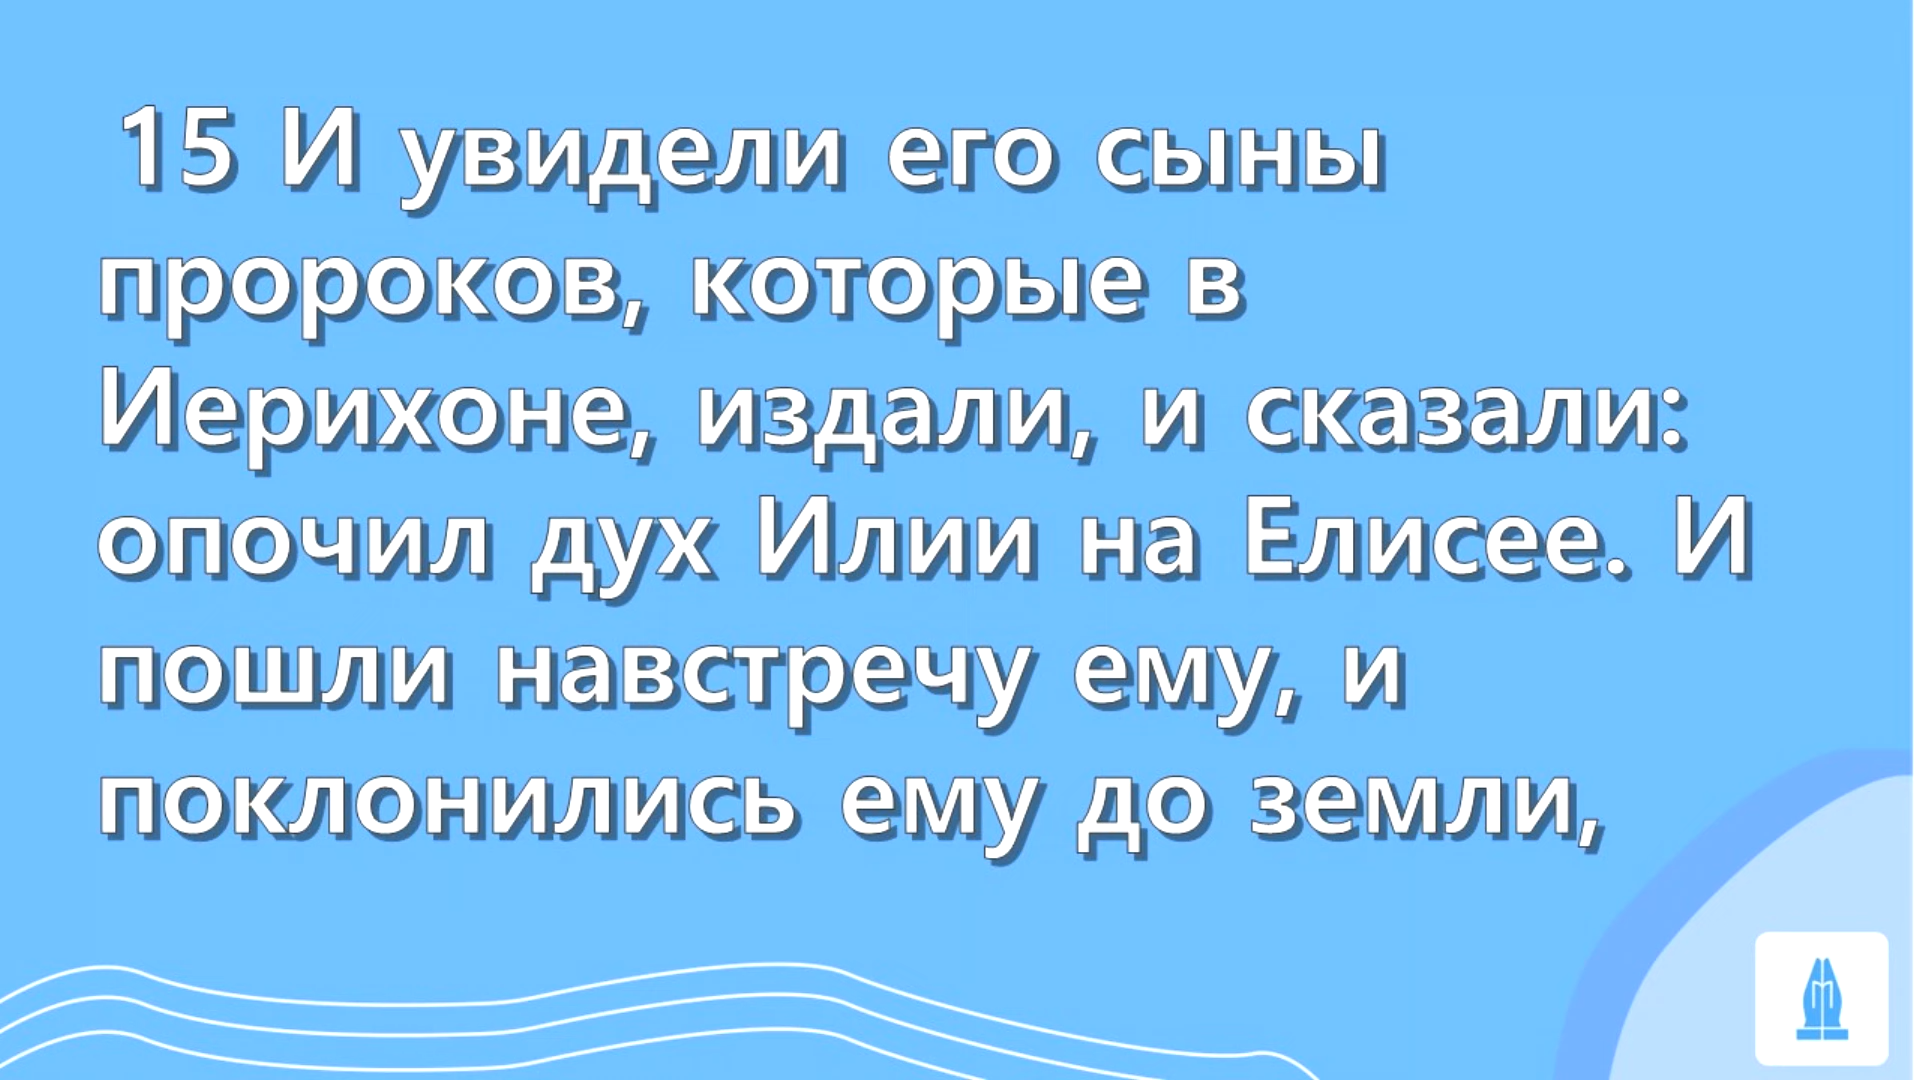 15 И увидели его сыны
пророков, которые в
Иерихоне, издали, и сказали:
опочил дух Илии на Елисее. И
пошли навстречу ему, и
поклонились ему до земли,